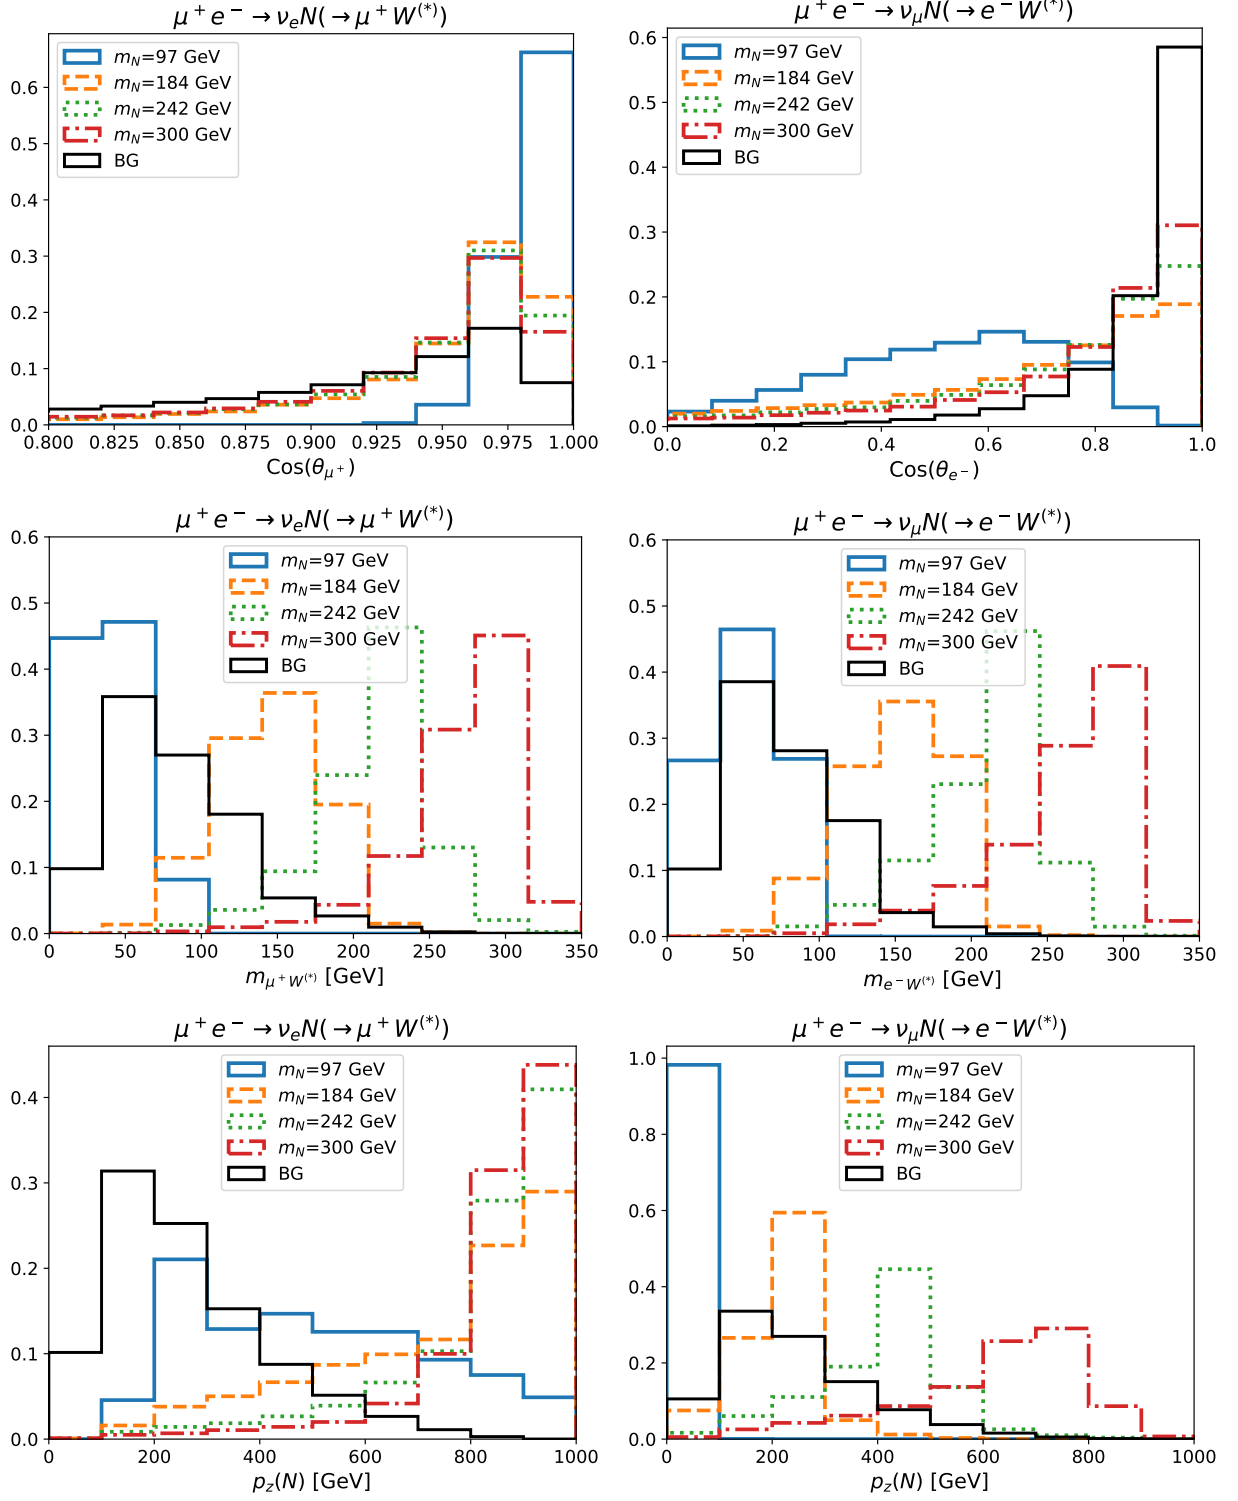 μ⁺e⁻ → νₑN(→ μ⁺W⁽*⁾)
m_N=97 GeV
m_N=184 GeV
m_N=242 GeV
m_N=300 GeV
BG
0.6
0.5
0.4
0.3
0.2
0.1
0.0
0.800 0.825 0.850 0.875 0.900 0.925 0.950 0.975 1.000
Cos(θ_μ⁺)
μ⁺e⁻ → ν_μN(→ e⁻W⁽*⁾)
m_N=97 GeV
m_N=184 GeV
m_N=242 GeV
m_N=300 GeV
BG
0.6
0.5
0.4
0.3
0.2
0.1
0.0
0.0 0.2 0.4 0.6 0.8 1.0
Cos(θ_e⁻)
μ⁺e⁻ → νₑN(→ μ⁺W⁽*⁾)
m_N=97 GeV
m_N=184 GeV
m_N=242 GeV
m_N=300 GeV
BG
0.6
0.5
0.4
0.3
0.2
0.1
0.0
0 50 100 150 200 250 300 350
m_μ⁺W⁽*⁾ [GeV]
μ⁺e⁻ → ν_μN(→ e⁻W⁽*⁾)
m_N=97 GeV
m_N=184 GeV
m_N=242 GeV
m_N=300 GeV
BG
0.6
0.5
0.4
0.3
0.2
0.1
0.0
0 50 100 150 200 250 300 350
m_e⁻W⁽*⁾ [GeV]
μ⁺e⁻ → νₑN(→ μ⁺W⁽*⁾)
m_N=97 GeV
m_N=184 GeV
m_N=242 GeV
m_N=300 GeV
BG
0.4
0.3
0.2
0.1
0.0
0 200 400 600 800 1000
p_z(N) [GeV]
μ⁺e⁻ → ν_μN(→ e⁻W⁽*⁾)
m_N=97 GeV
m_N=184 GeV
m_N=242 GeV
m_N=300 GeV
BG
1.0
0.8
0.6
0.4
0.2
0.0
0 200 400 600 800 1000
p_z(N) [GeV]